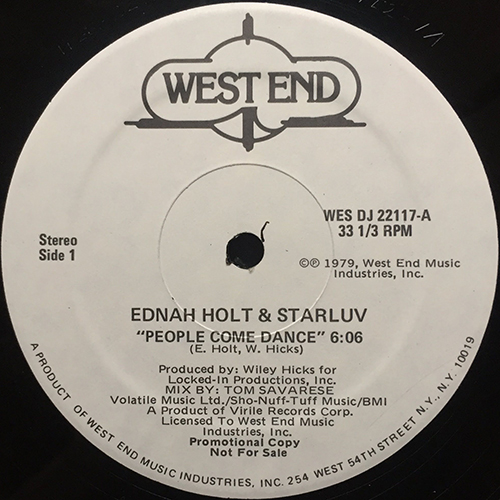 WEST END
WES DJ 22117-A
33 1/3 RPM
Stereo
Side 1
©℗ 1979, West End Music
Industries, Inc.
EDNAH HOLT & STARLUV
"PEOPLE COME DANCE" 6:06
(E. Holt, W. Hicks)
Produced by: Wiley Hicks for
Locked-In Productions, Inc.
MIX BY: TOM SAVARESE
Volatile Music Ltd./Sho-Nuff-Tuff Music/BMI
A Product of Virile Records Corp.
Licensed To West End Music
Industries, Inc.
Promotional Copy
Not For Sale
A PRODUCT OF WEST END MUSIC INDUSTRIES, INC. 254 WEST 54TH STREET N.Y., N.Y. 10019